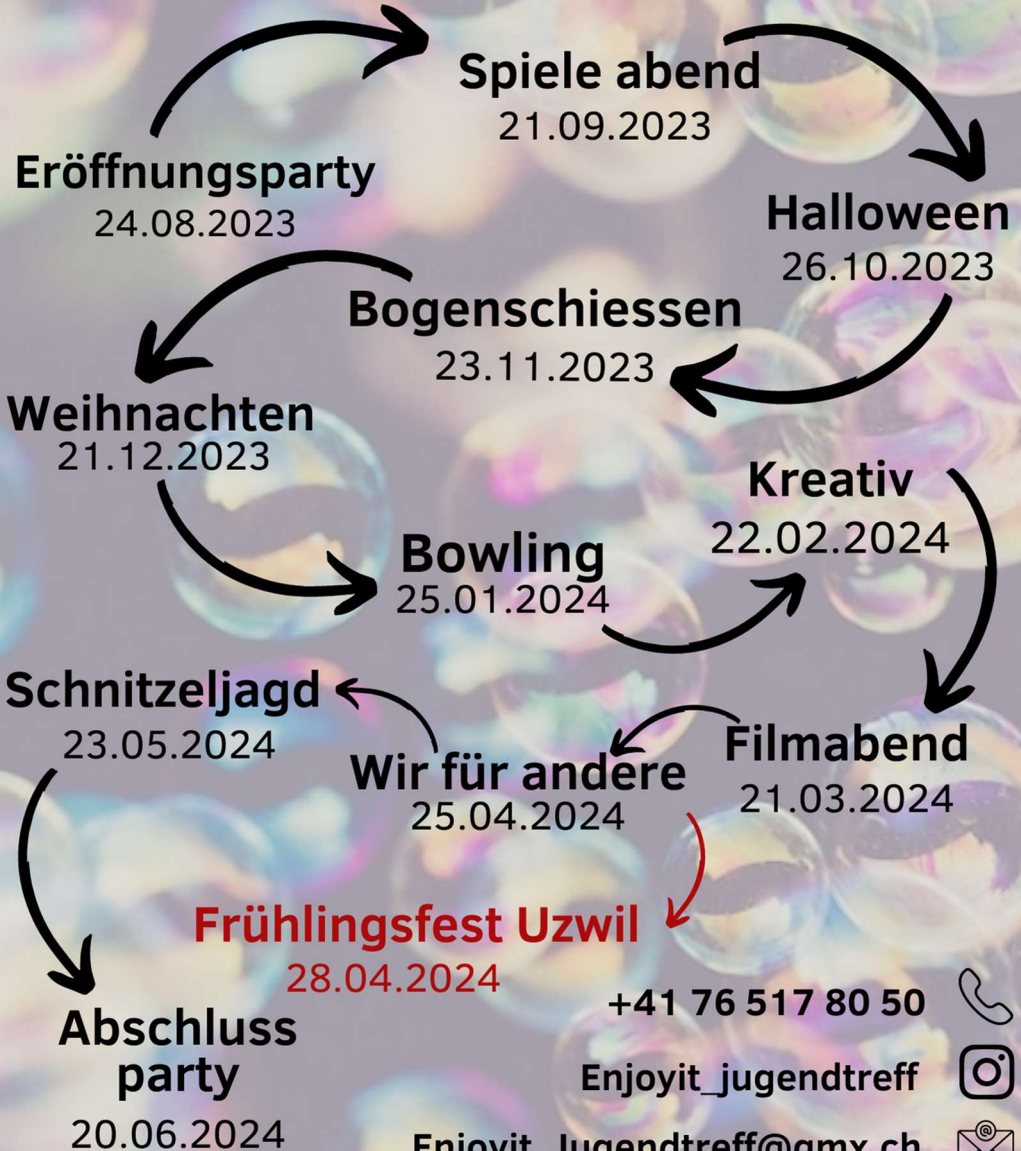 Eröffnungsparty
24.08.2023
Spiele abend
21.09.2023
Halloween
26.10.2023
Bogenschiessen
23.11.2023
Weihnachten
21.12.2023
Bowling
25.01.2024
Kreativ
22.02.2024
Filmabend
21.03.2024
Wir für andere
25.04.2024
Schnitzeljagd
23.05.2024
Frühlingsfest Uzwil
28.04.2024
Abschluss
party
20.06.2024
+41 76 517 80 50
Enjoyit_jugendtreff
Enjoyit_Jugendtreff@gmx.ch